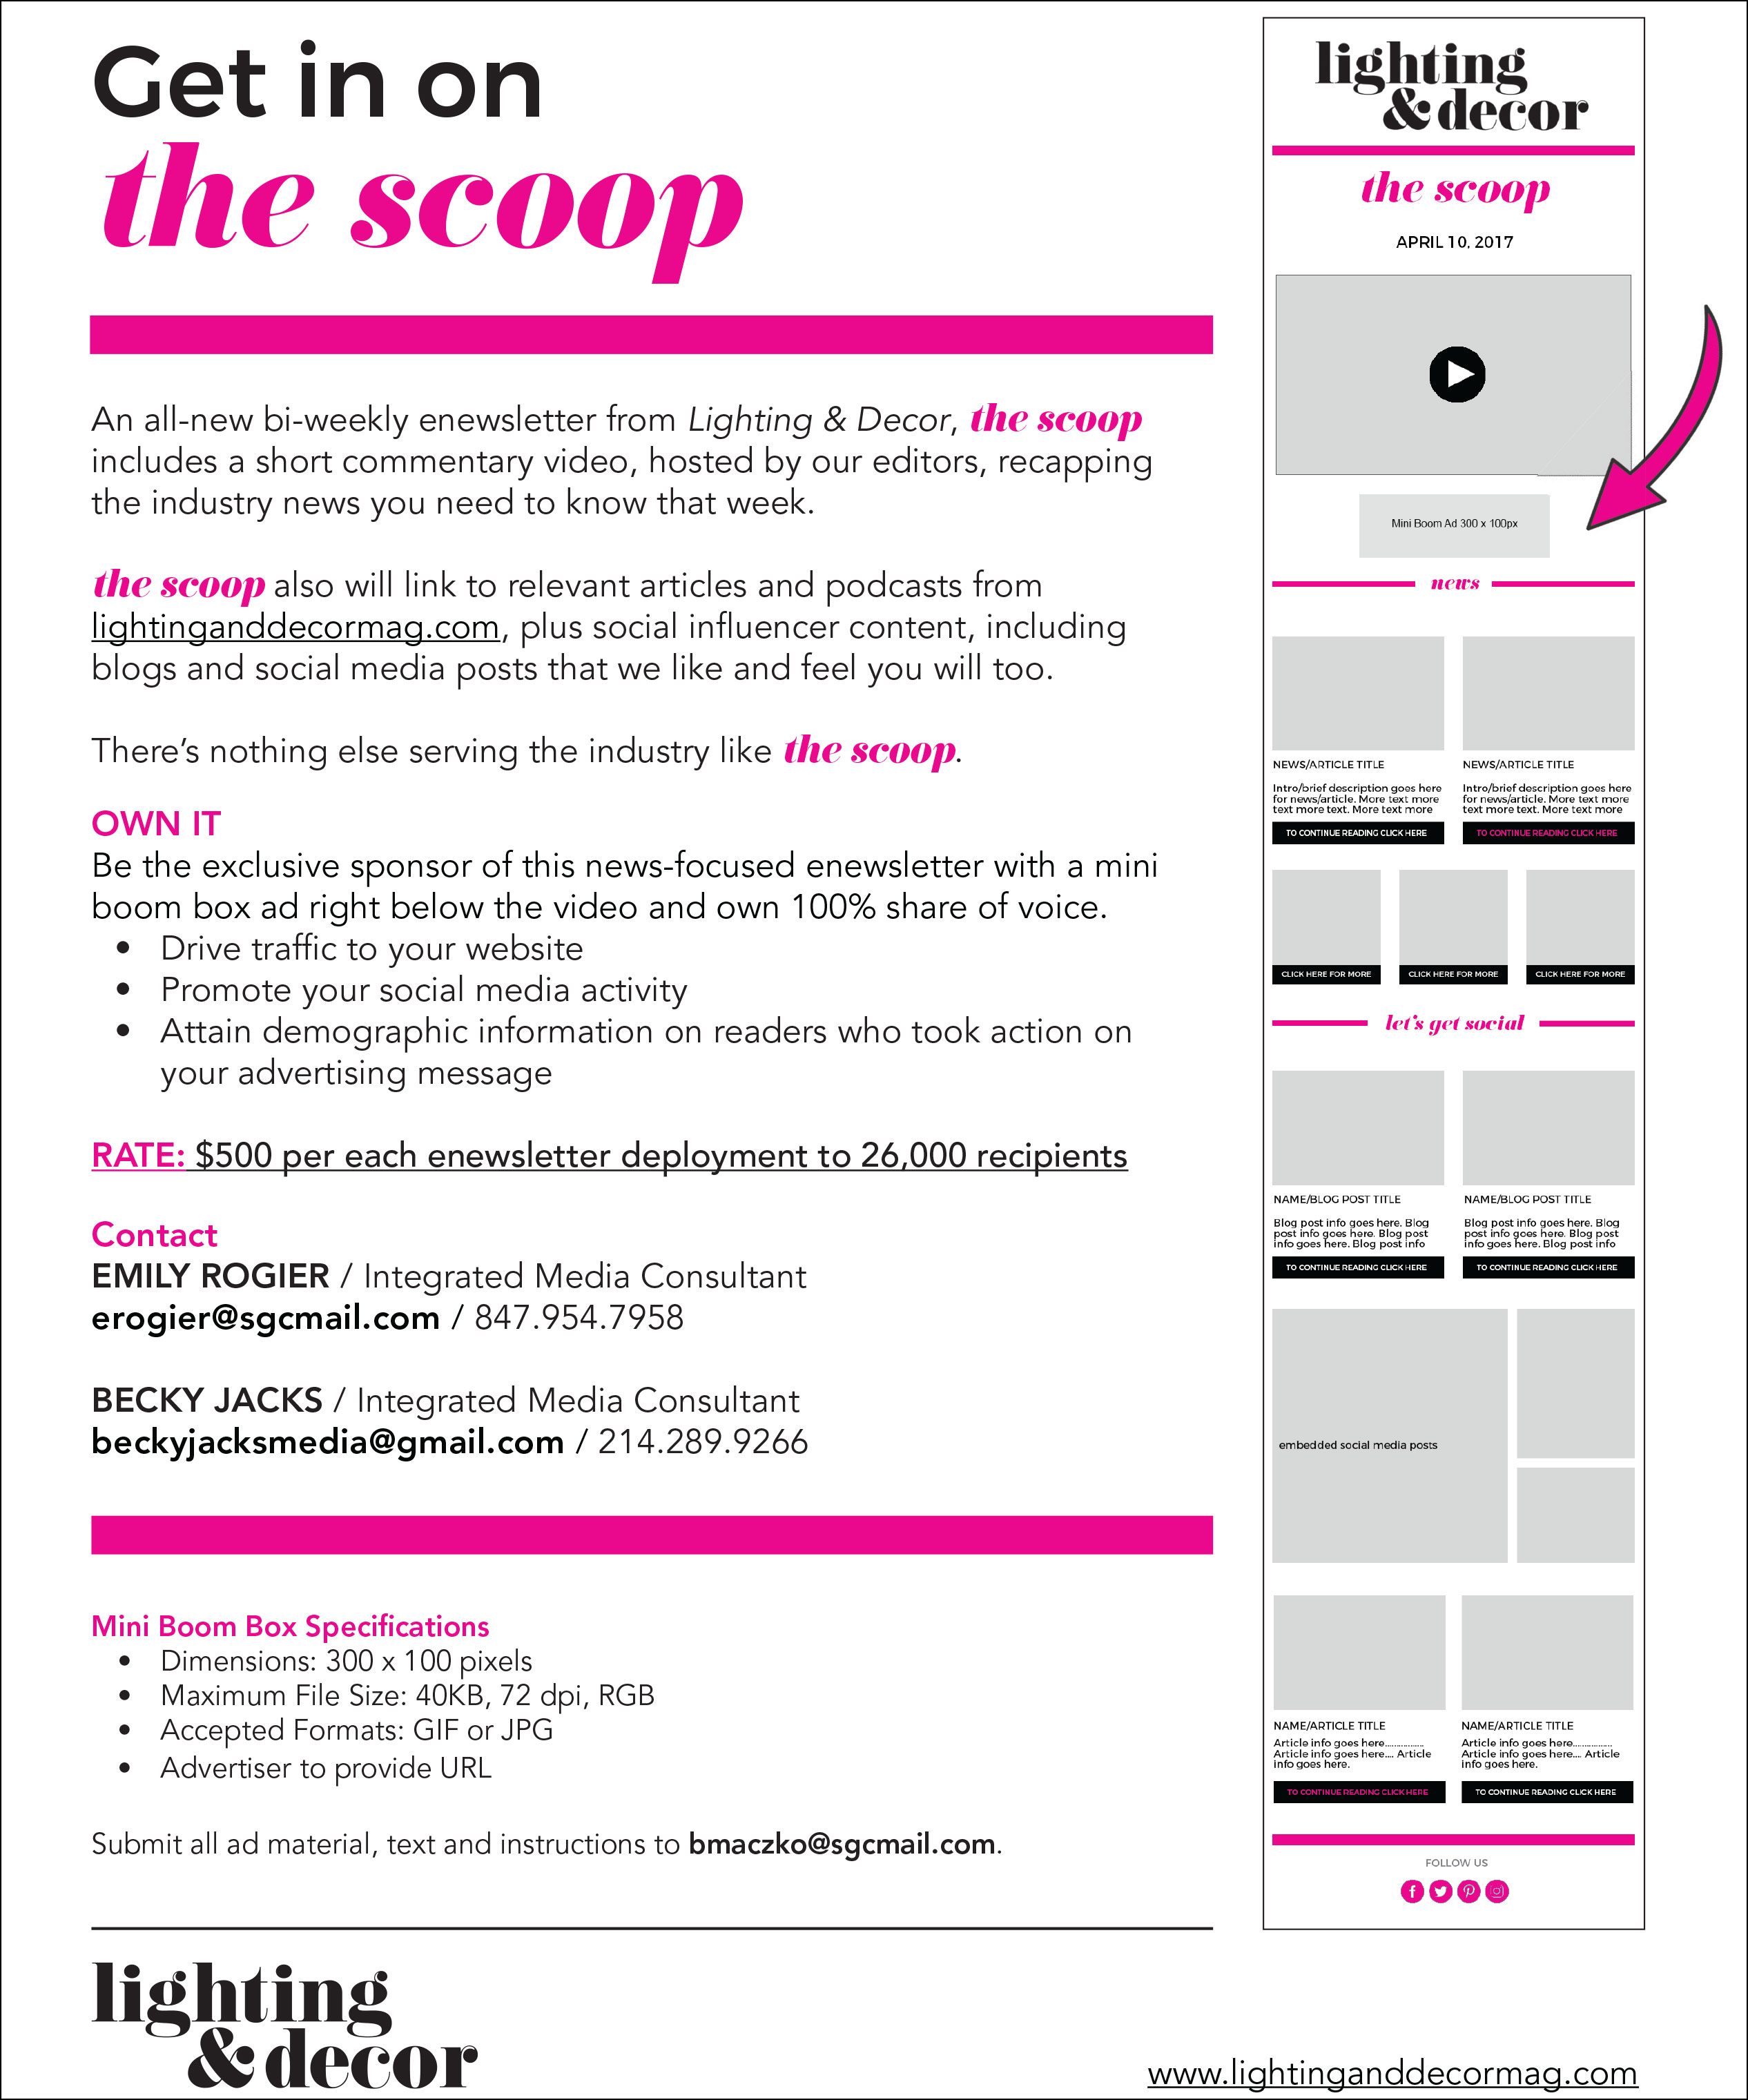 Get in on
the scoop
An all-new bi-weekly enewsletter from Lighting & Decor, the scoop
includes a short commentary video, hosted by our editors, recapping
the industry news you need to know that week.
the scoop also will link to relevant articles and podcasts from
lightinganddecormag.com, plus social influencer content, including
blogs and social media posts that we like and feel you will too.
There's nothing else serving the industry like the scoop.
OWN IT
Be the exclusive sponsor of this news-focused enewsletter with a mini
boom box ad right below the video and own 100% share of voice.
• Drive traffic to your website
• Promote your social media activity
• Attain demographic information on readers who took action on
your advertising message
RATE: $500 per each enewsletter deployment to 26,000 recipients
Contact
EMILY ROGIER / Integrated Media Consultant
erogier@sgcmail.com / 847.954.7958
BECKY JACKS / Integrated Media Consultant
beckyjacksmedia@gmail.com / 214.289.9266
Mini Boom Box Specifications
• Dimensions: 300 x 100 pixels
• Maximum File Size: 40KB, 72 dpi, RGB
• Accepted Formats: GIF or JPG
• Advertiser to provide URL
Submit all ad material, text and instructions to bmaczko@sgcmail.com.
lighting
& decor
www.lightinganddecormag.com
lighting
& decor
the scoop
APRIL 10, 2017
Mini Boom Ad 300 x 100px
news
NEWS/ARTICLE TITLE
Intro/brief description goes here
for news/article. More text more
text more text. More text more
TO CONTINUE READING CLICK HERE
NEWS/ARTICLE TITLE
Intro/brief description goes here
for news/article. More text more
text more text. More text more
TO CONTINUE READING CLICK HERE
CLICK HERE FOR MORE
CLICK HERE FOR MORE
CLICK HERE FOR MORE
let's get social
NAME/BLOG POST TITLE
Blog post info goes here. Blog
post info goes here. Blog post
info goes here. Blog post info
TO CONTINUE READING CLICK HERE
NAME/BLOG POST TITLE
Blog post info goes here. Blog
post info goes here. Blog post
info goes here. Blog post info
TO CONTINUE READING CLICK HERE
embedded social media posts
NAME/ARTICLE TITLE
Article info goes here................
Article info goes here.... Article
info goes here.
TO CONTINUE READING CLICK HERE
NAME/ARTICLE TITLE
Article info goes here................
Article info goes here.... Article
info goes here.
TO CONTINUE READING CLICK HERE
FOLLOW US